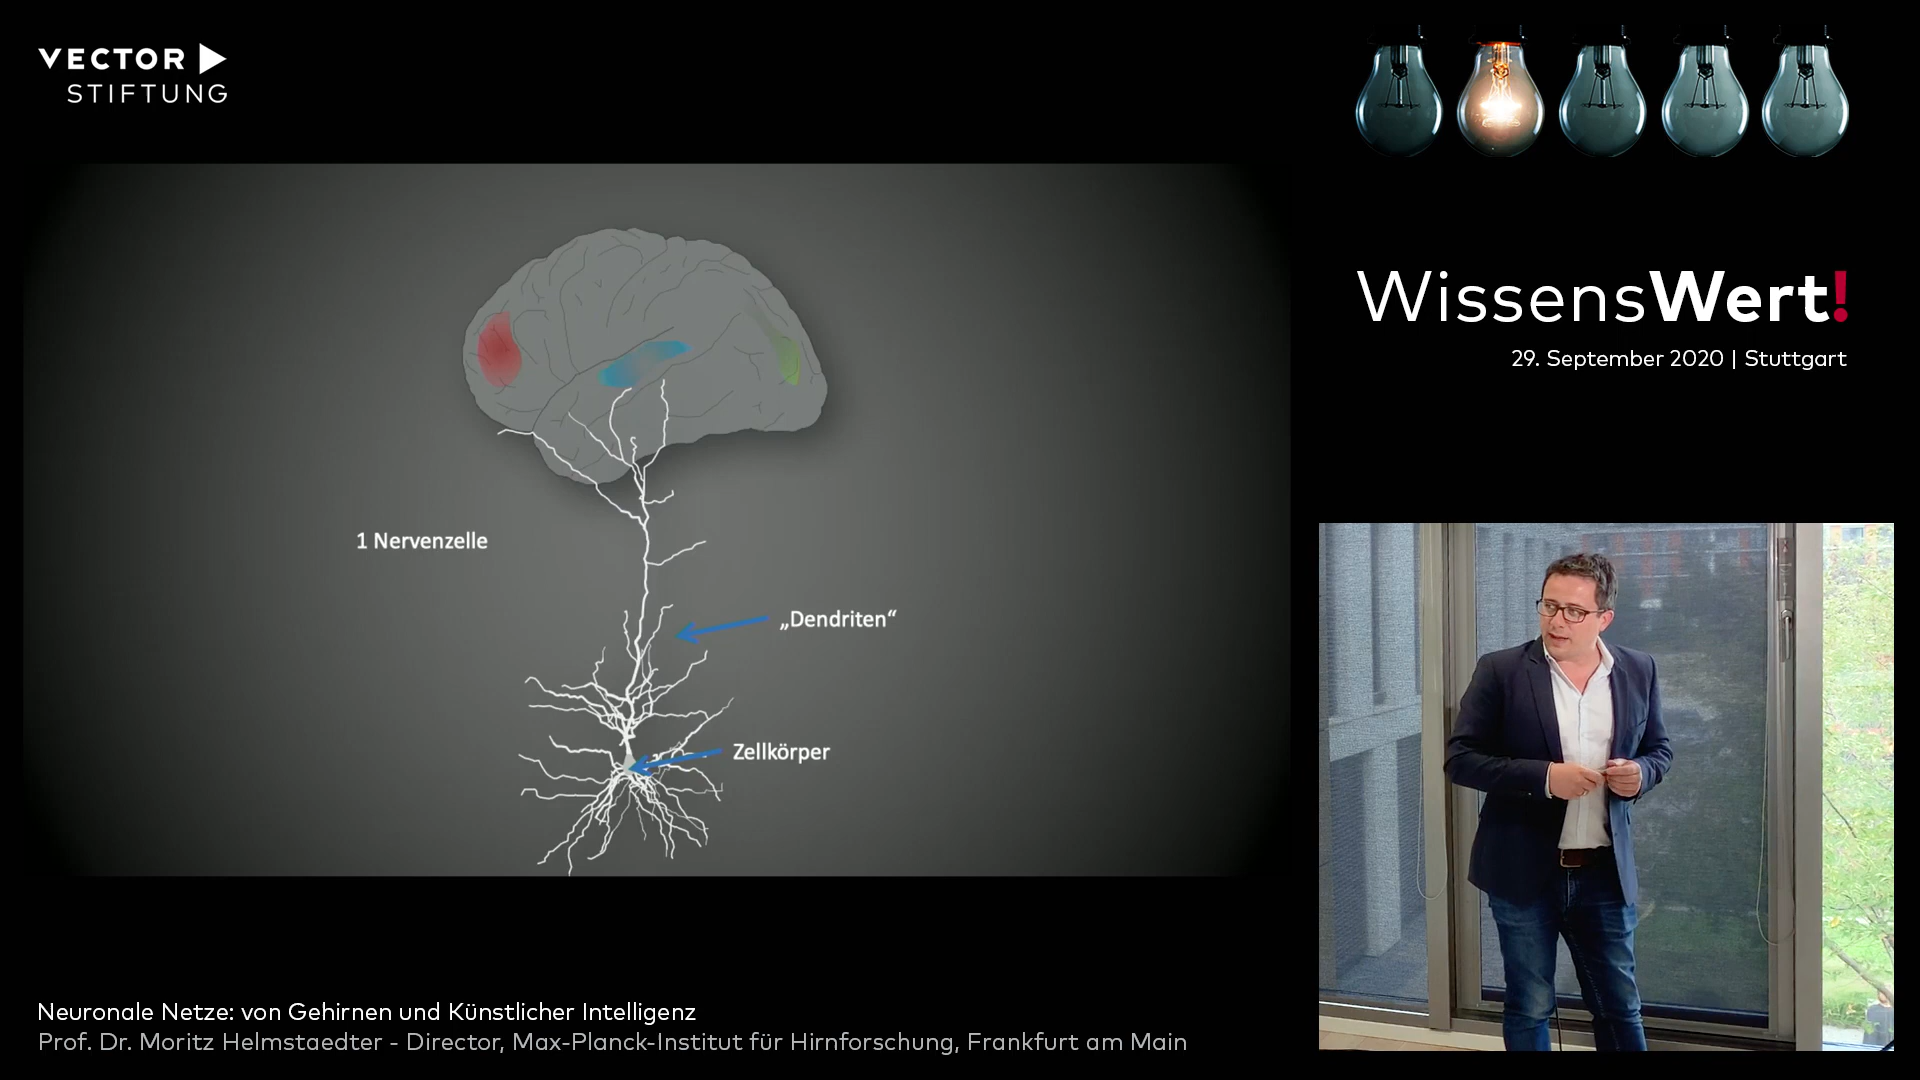 VECTOR
STIFTUNG
WissensWert!
29. September 2020 | Stuttgart
1 Nervenzelle
„Dendriten“
Zellkörper
Neuronale Netze: von Gehirnen und Künstlicher Intelligenz
Prof. Dr. Moritz Helmstaedter - Director, Max-Planck-Institut für Hirnforschung, Frankfurt am Main